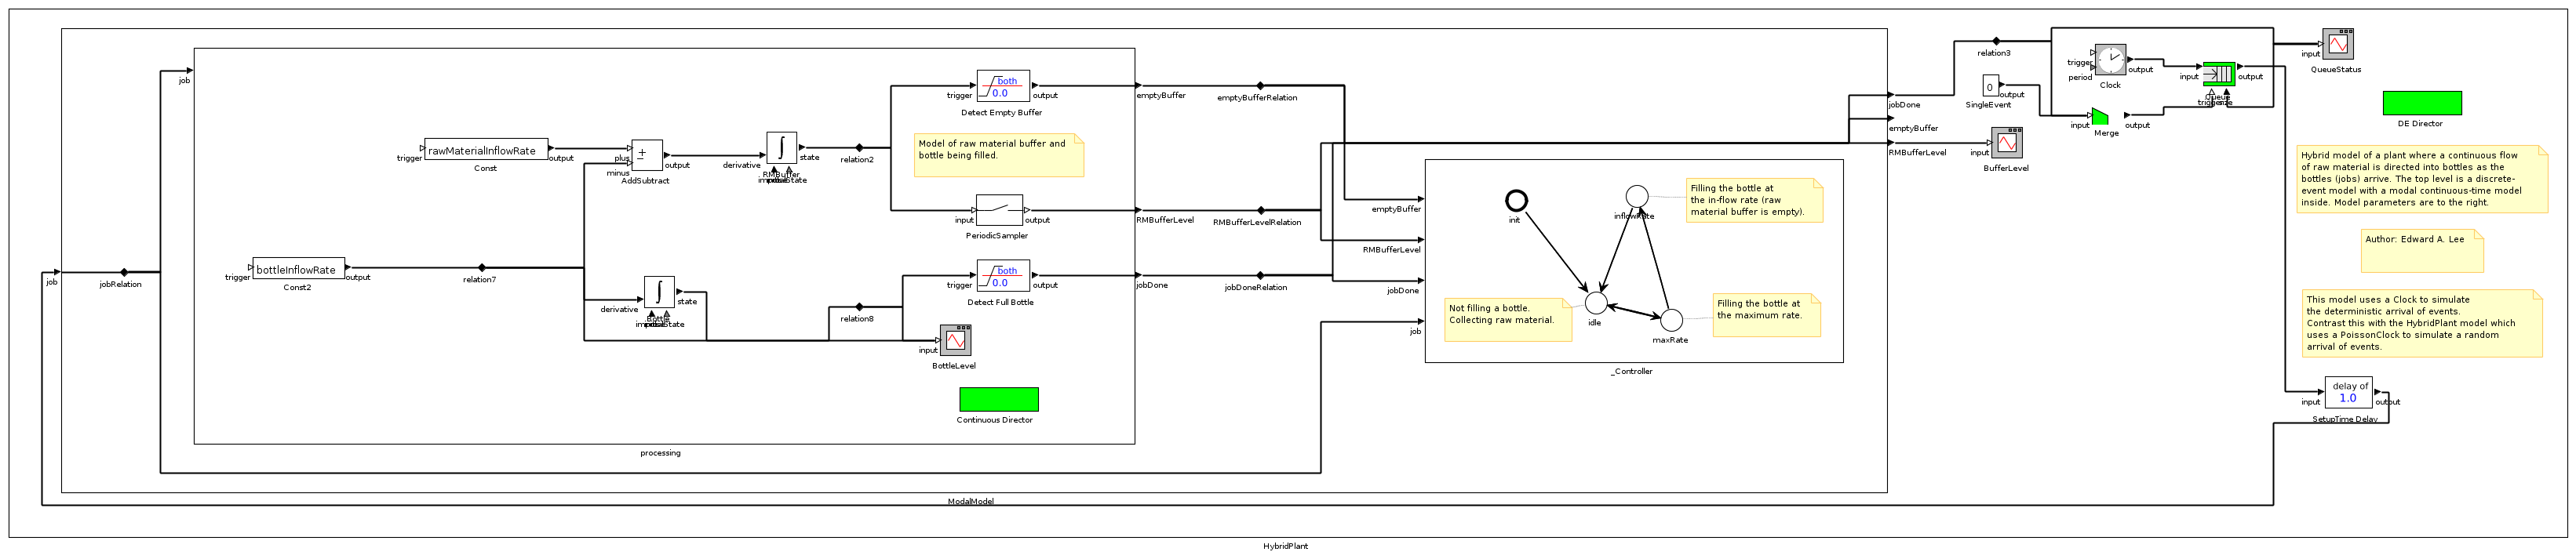 job
jobRelation
job
trigger
rawMaterialInflowRate
output
Const
plus
minus
AddSubtract
output
derivative
RMBuffer
state
relation2
trigger
both
0.0
output
Detect Empty Buffer
Model of raw material buffer and
bottle being filled.
input
output
PeriodicSampler
trigger
bottleInflowRate
output
Const2
relation7
derivative
Bottle
state
relation8
trigger
both
0.0
output
Detect Full Bottle
input
BottleLevel
Continuous Director
processing
emptyBuffer
emptyBufferRelation
RMBufferLevel
RMBufferLevelRelation
jobDone
jobDoneRelation
emptyBuffer
RMBufferLevel
jobDone
job
init
inflowRate
Filling the bottle at
the in-flow rate (raw
material buffer is empty).
Not filling a bottle.
Collecting raw material.
idle
maxRate
Filling the bottle at
the maximum rate.
_Controller
ModalModel
jobDone
emptyBuffer
RMBufferLevel
input
BufferLevel
relation3
trigger
period
output
Clock
0
output
SingleEvent
input
output
Merge
input
output
Queue
input
QueueStatus
DE Director
Hybrid model of a plant where a continuous flow
of raw material is directed into bottles as the
bottles (jobs) arrive. The top level is a discrete-
event model with a modal continuous-time model
inside. Model parameters are to the right.
Author: Edward A. Lee
This model uses a Clock to simulate
the deterministic arrival of events.
Contrast this with the HybridPlant model which
uses a PoissonClock to simulate a random
arrival of events.
input
delay of
1.0
output
SetupTime Delay
HybridPlant